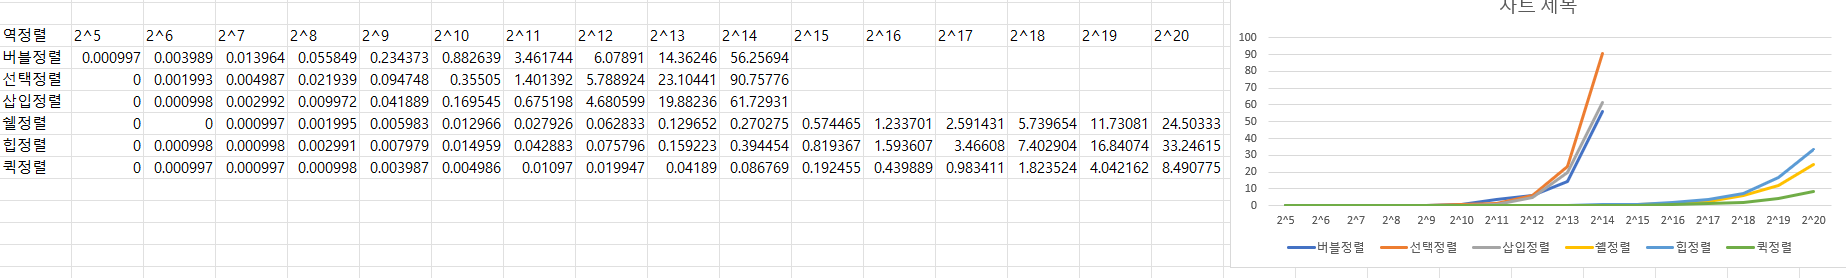 역정렬 2^5 2^6 2^7 2^8 2^9 2^10 2^11 2^12 2^13 2^14 2^15 2^16 2^17 2^18 2^19 2^20
버블정렬 0.000997 0.003989 0.013964 0.055849 0.234373 0.882639 3.461744 6.07891 14.36246 56.25694
선택정렬 0 0.001993 0.004987 0.021939 0.094748 0.35505 1.401392 5.788924 23.10441 90.75776
삽입정렬 0 0.000998 0.002992 0.009972 0.041889 0.169545 0.675198 4.680599 19.88236 61.72931
쉘정렬 0 0 0.000997 0.001995 0.005983 0.012966 0.027926 0.062833 0.129652 0.270275 0.574465 1.233701 2.591431 5.739654 11.73081 24.50333
힙정렬 0 0.000998 0.000998 0.002991 0.007979 0.014959 0.042883 0.075796 0.159223 0.394454 0.819367 1.593607 3.46608 7.402904 16.84074 33.24615
퀵정렬 0 0.000997 0.000997 0.000998 0.003987 0.004986 0.01097 0.019947 0.04189 0.086769 0.192455 0.439889 0.983411 1.823524 4.042162 8.490775
차트 제목
100
90
80
70
60
50
40
30
20
10
0
2^5 2^6 2^7 2^8 2^9 2^10 2^11 2^12 2^13 2^14 2^15 2^16 2^17 2^18 2^19 2^20
버블정렬 선택정렬 삽입정렬 쉘정렬 힙정렬 퀵정렬